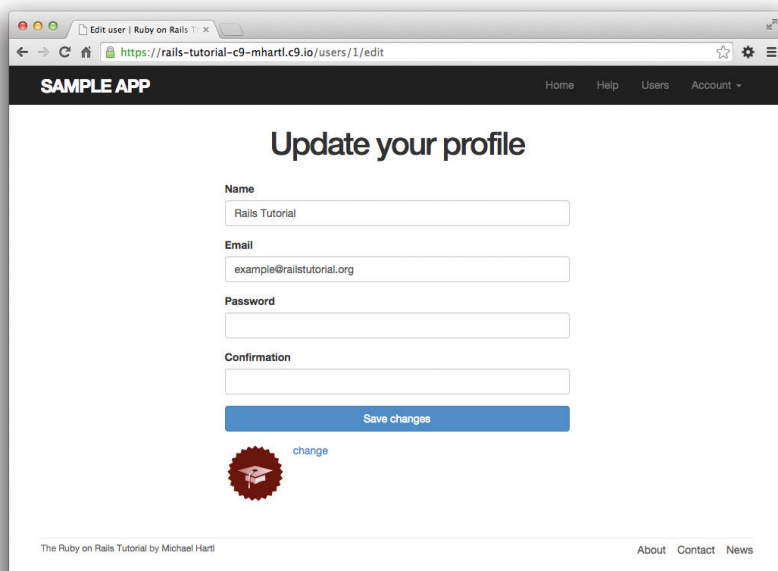 Edit user | Ruby on Rails T
https://rails-tutorial-c9-mhartl.c9.io/users/1/edit
SAMPLE APP
Home Help Users Account
Update your profile
Name
Rails Tutorial
Email
example@railstutorial.org
Password
Confirmation
Save changes
change
The Ruby on Rails Tutorial by Michael Hartl
About Contact News